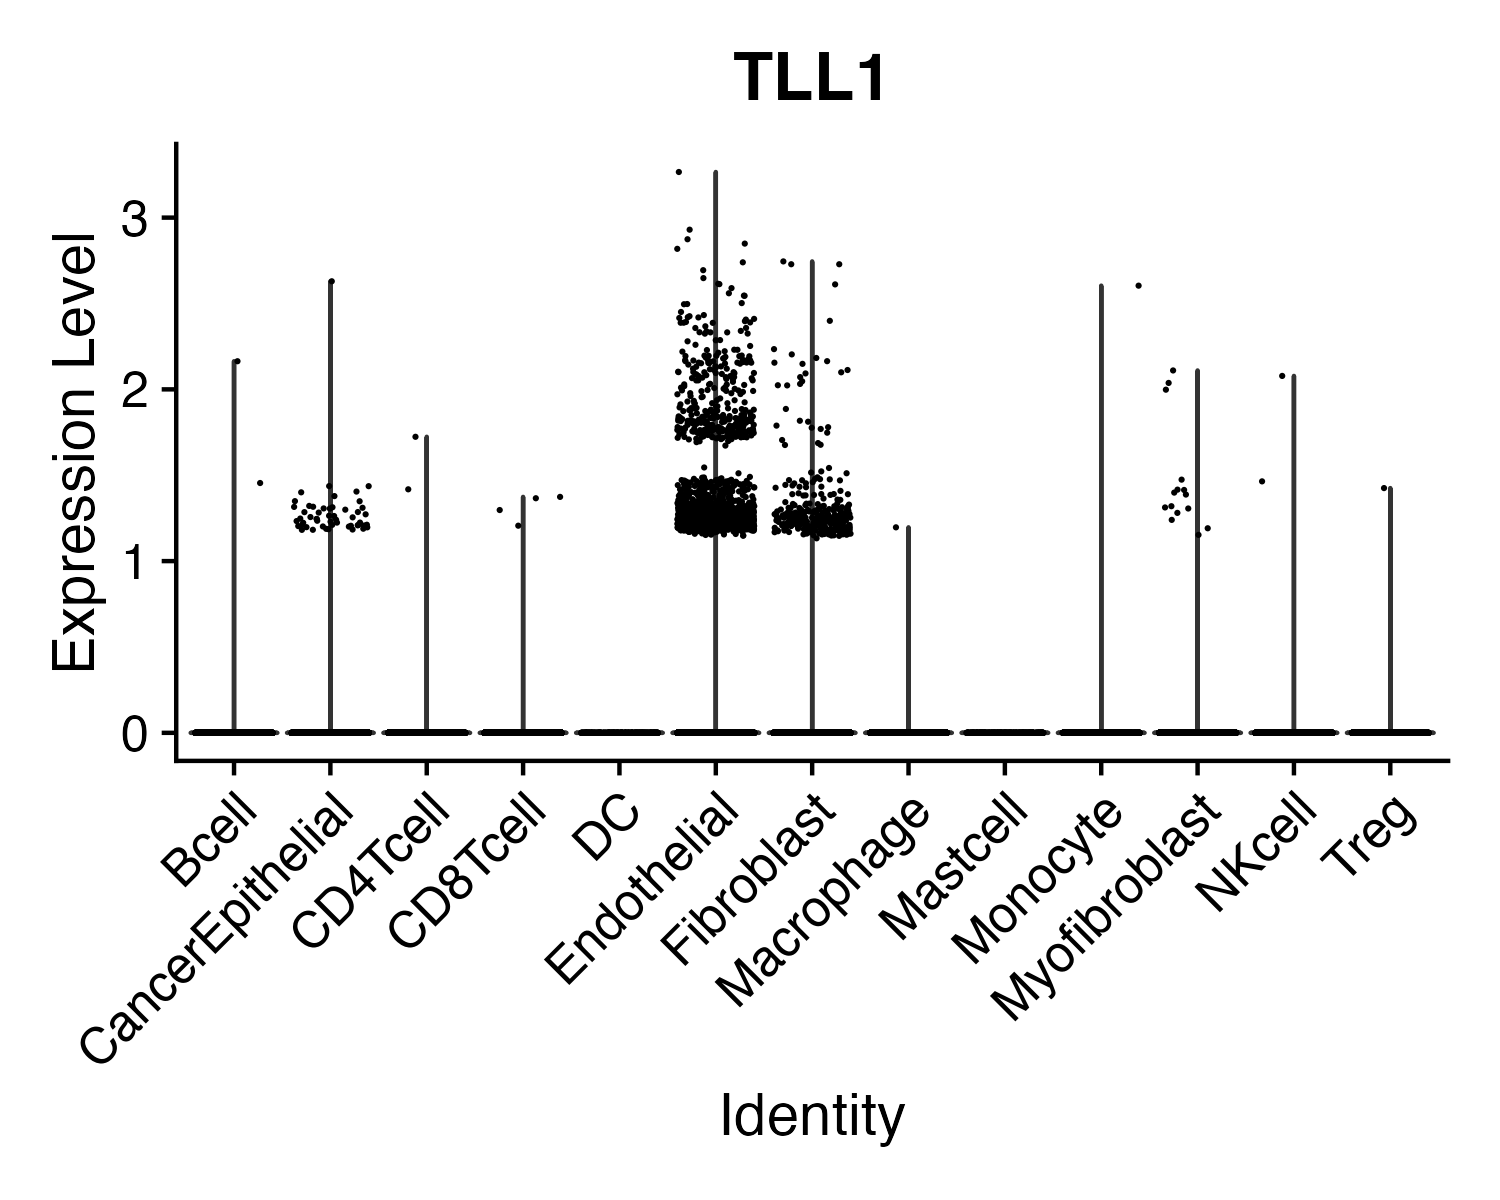 TLL1
Expression Level
3
2
1
0
Bcell
CancerEpithelial
CD4Tcell
CD8Tcell
DC
Endothelial
Fibroblast
Macrophage
Mastcell
Monocyte
Myofibroblast
NKcell
Treg
Identity